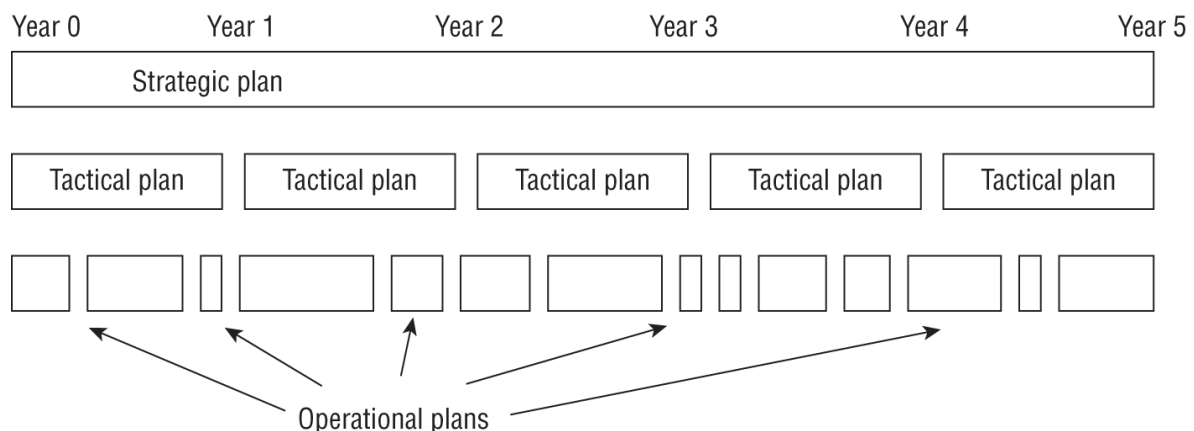 Year 0 Year 1 Year 2 Year 3 Year 4 Year 5
Strategic plan
Tactical plan Tactical plan Tactical plan Tactical plan Tactical plan
Operational plans